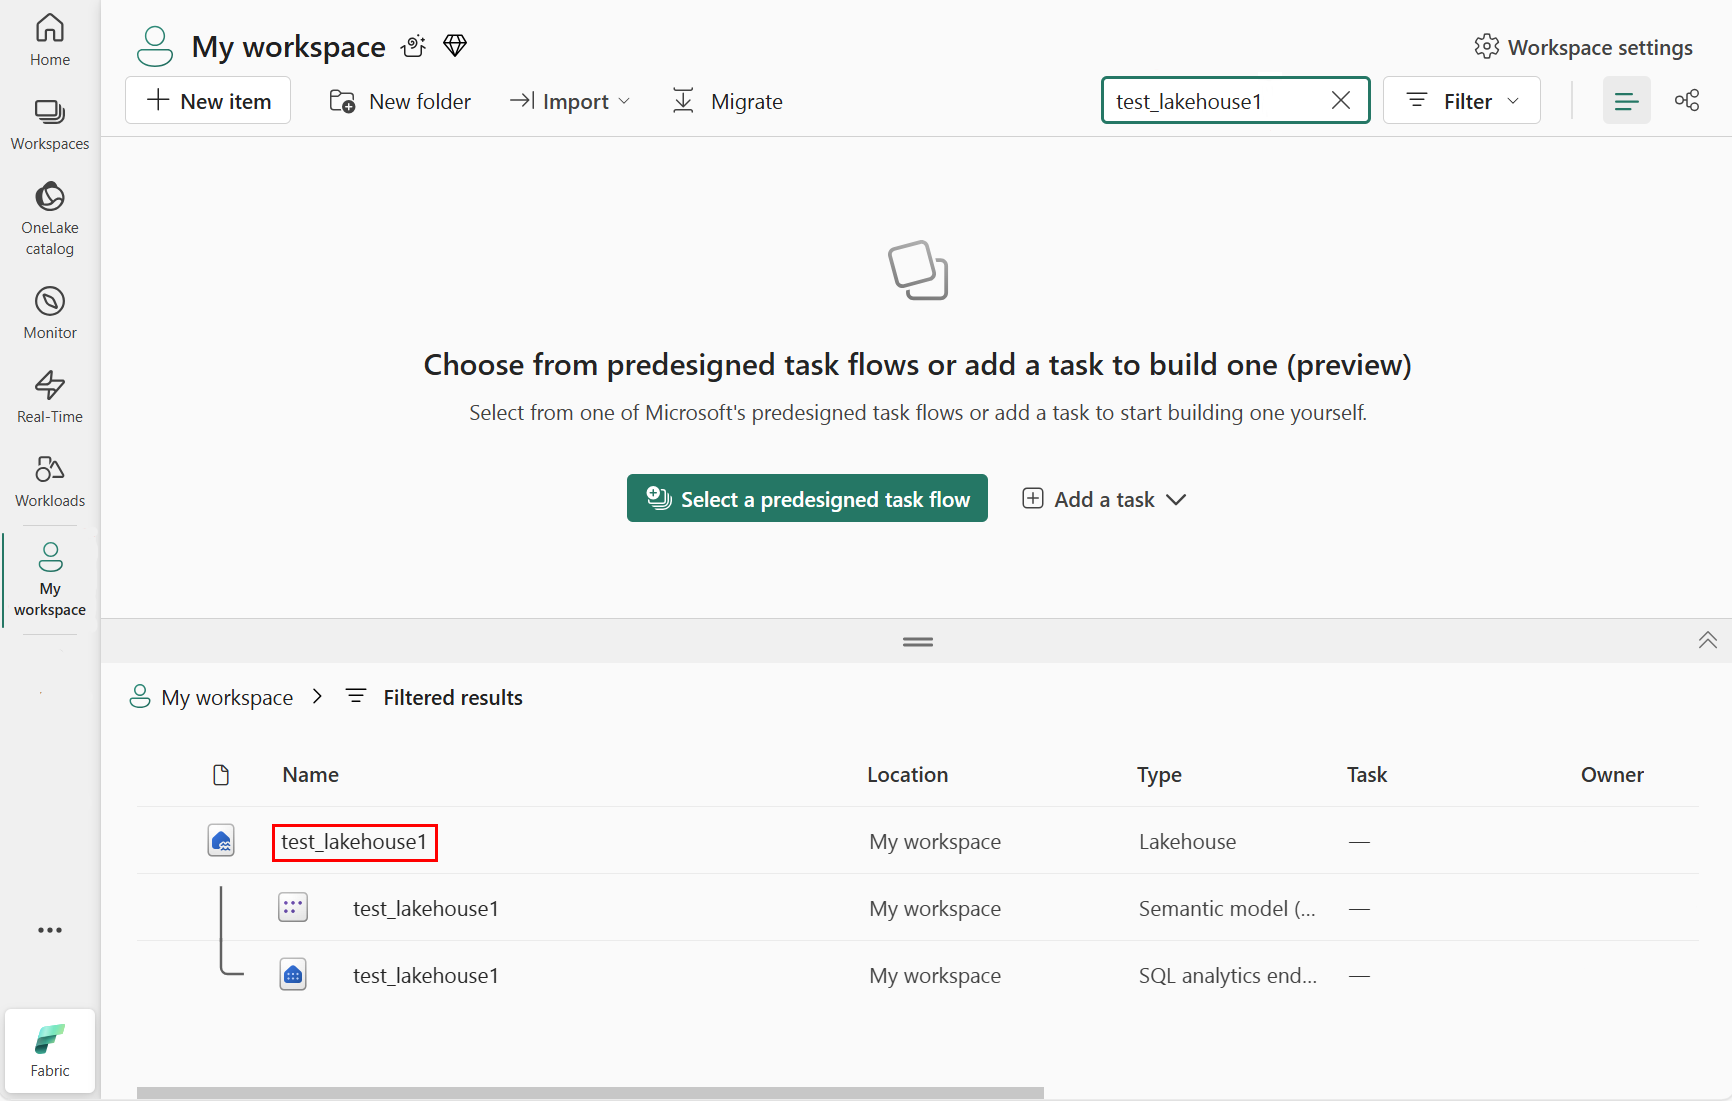 Home
Workspaces
OneLake
catalog
Monitor
Real-Time
Workloads
My
workspace
Fabric
My workspace
Workspace settings
New item
New folder
Import
Migrate
test_lakehouse1
Filter
Choose from predesigned task flows or add a task to build one (preview)
Select from one of Microsoft's predesigned task flows or add a task to start building one yourself.
Select a predesigned task flow
Add a task
My workspace > Filtered results
Name Location Type Task Owner
test_lakehouse1 My workspace Lakehouse —
test_lakehouse1 My workspace Semantic model (... —
test_lakehouse1 My workspace SQL analytics end... —